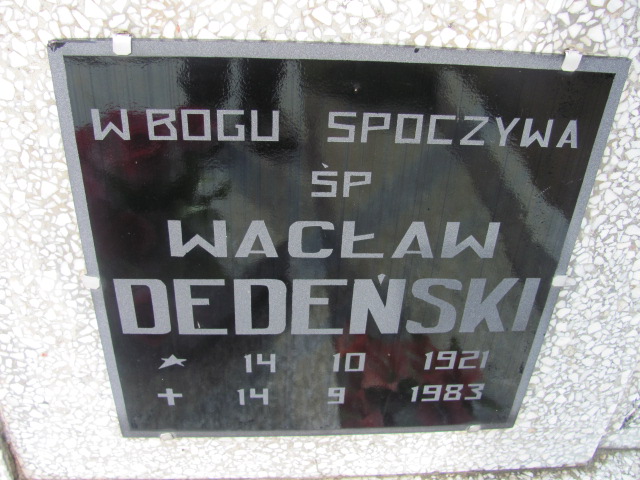 W BOGU SPOCZYWA
ŚP
WACŁAW
DEDEŃSKI
★ 14 10 1921
✝ 14 9 1983